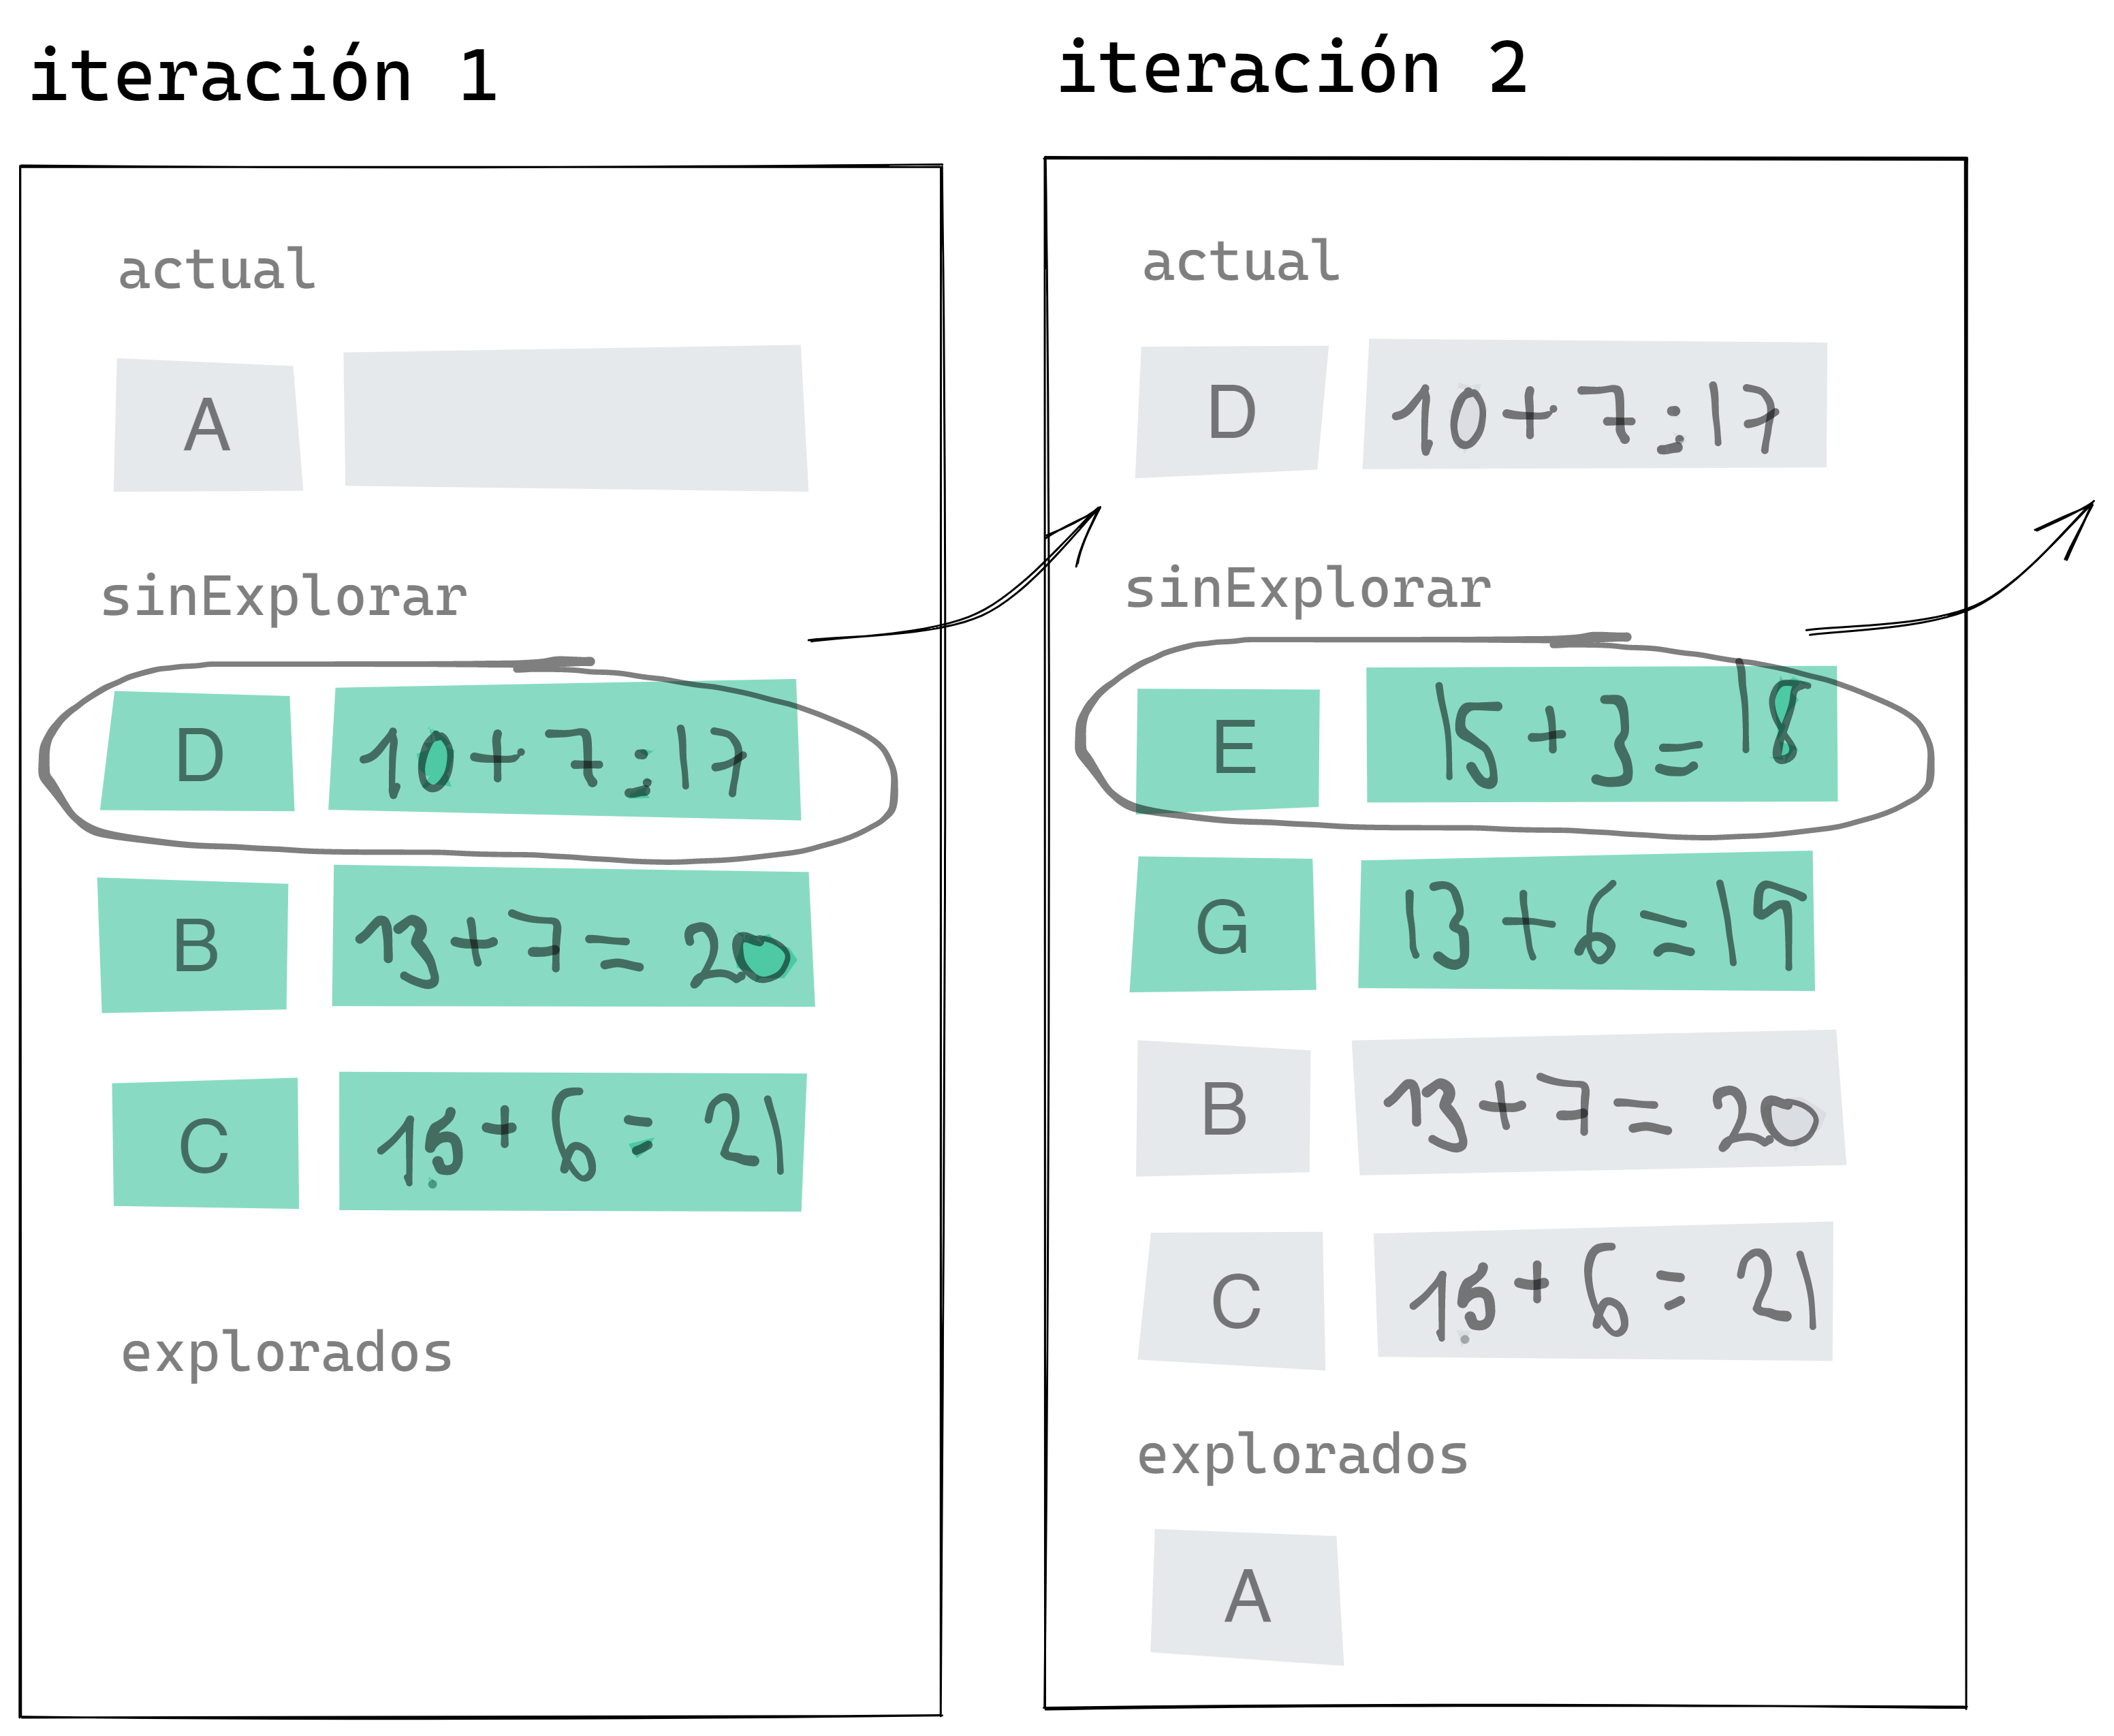 iteración 1
actual
A
sinExplorar
D 10+7=17
B 13+7=20
C 15+6=21
explorados
iteración 2
actual
D 10+7=17
sinExplorar
E 15+3=18
G 13+6=19
B 13+7=20
C 15+6=21
explorados
A